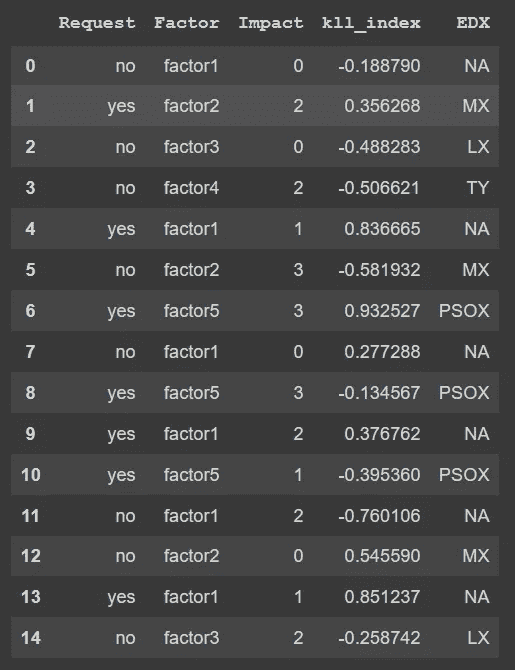 Request Factor Impact kll_index EDX
0 no factor1 0 -0.188790 NA
1 yes factor2 2 0.356268 MX
2 no factor3 0 -0.488283 LX
3 no factor4 2 -0.506621 TY
4 yes factor1 1 0.836665 NA
5 no factor2 3 -0.581932 MX
6 yes factor5 3 0.932527 PSOX
7 no factor1 0 0.277288 NA
8 yes factor5 3 -0.134567 PSOX
9 yes factor1 2 0.376762 NA
10 yes factor5 1 -0.395360 PSOX
11 no factor1 2 -0.760106 NA
12 no factor2 0 0.545590 MX
13 yes factor1 1 0.851237 NA
14 no factor3 2 -0.258742 LX